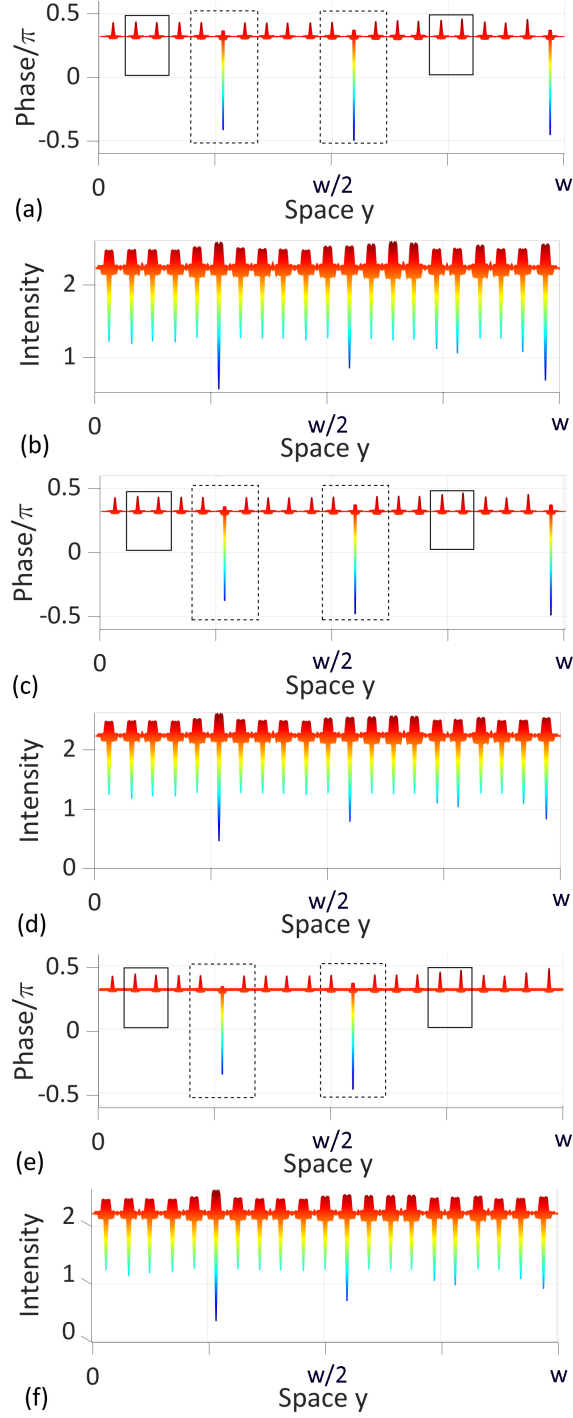 0.5
Phase/π
0
-0.5
0 w/2 w
(a) Space y
2
Intensity
1
0 w/2 w
(b) Space y
0.5
Phase/π
0
-0.5
0 w/2 w
(c) Space y
2
Intensity
1
0
0 w/2 w
(d) Space y
0.5
Phase/π
0
-0.5
0 w/2 w
(e) Space y
2
Intensity
1
0
0 w/2 w
(f) Space y